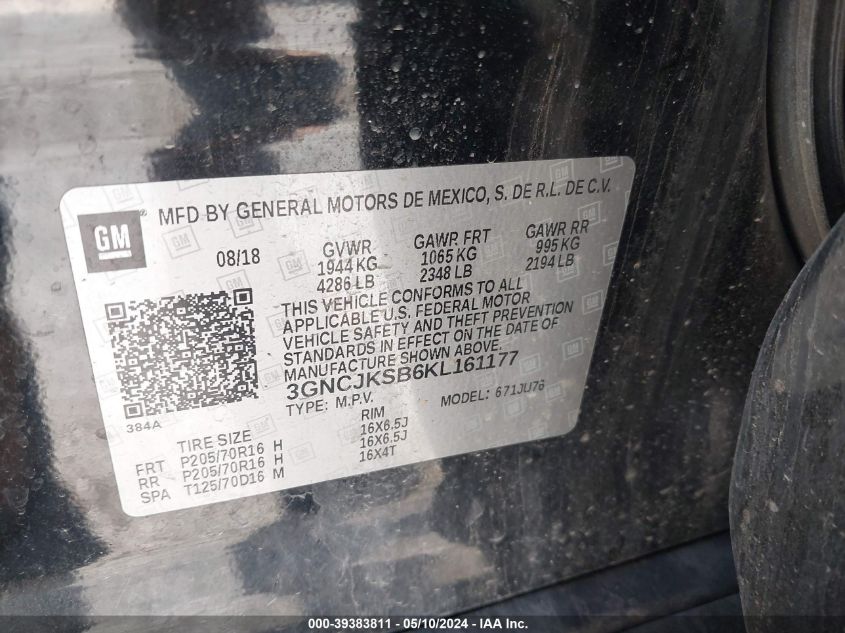 GM
MFD BY GENERAL MOTORS DE MEXICO, S. DE R.L. DE C.V.
08/18 GVWR GAWR FRT GAWR RR
1944 KG 1065 KG 995 KG
4286 LB 2348 LB 2194 LB
THIS VEHICLE CONFORMS TO ALL
APPLICABLE U.S. FEDERAL MOTOR
VEHICLE SAFETY AND THEFT PREVENTION
STANDARDS IN EFFECT ON THE DATE OF
MANUFACTURE SHOWN ABOVE.
3GNCJKSB6KL161177
TYPE: M.P.V. MODEL: 671JU76
384A
TIRE SIZE RIM
FRT P205/70R16 H 16X6.5J
RR P205/70R16 H 16X6.5J
SPA T125/70D16 M 16X4T
000-39383811 - 05/10/2024 - IAA Inc.